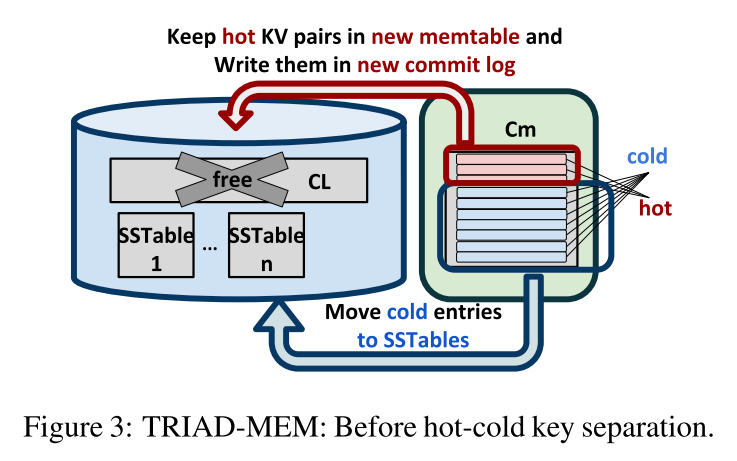 Keep hot KV pairs in new memtable and
Write them in new commit log
Cm
cold
hot
free
CL
SSTable
1
...
SSTable
n
Move cold entries
to SSTables
Figure 3: TRIAD-MEM: Before hot-cold key separation.